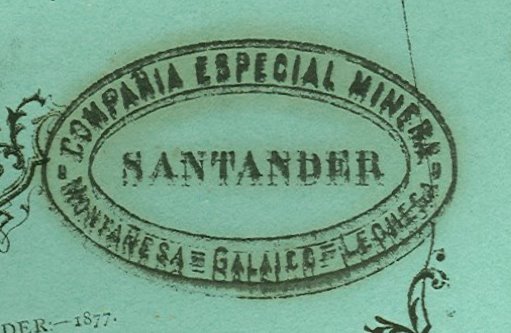 COMPAÑIA ESPECIAL MINERA
SANTANDER
MONTAÑESA = GALAICO = LEONESA
DER.—1877.